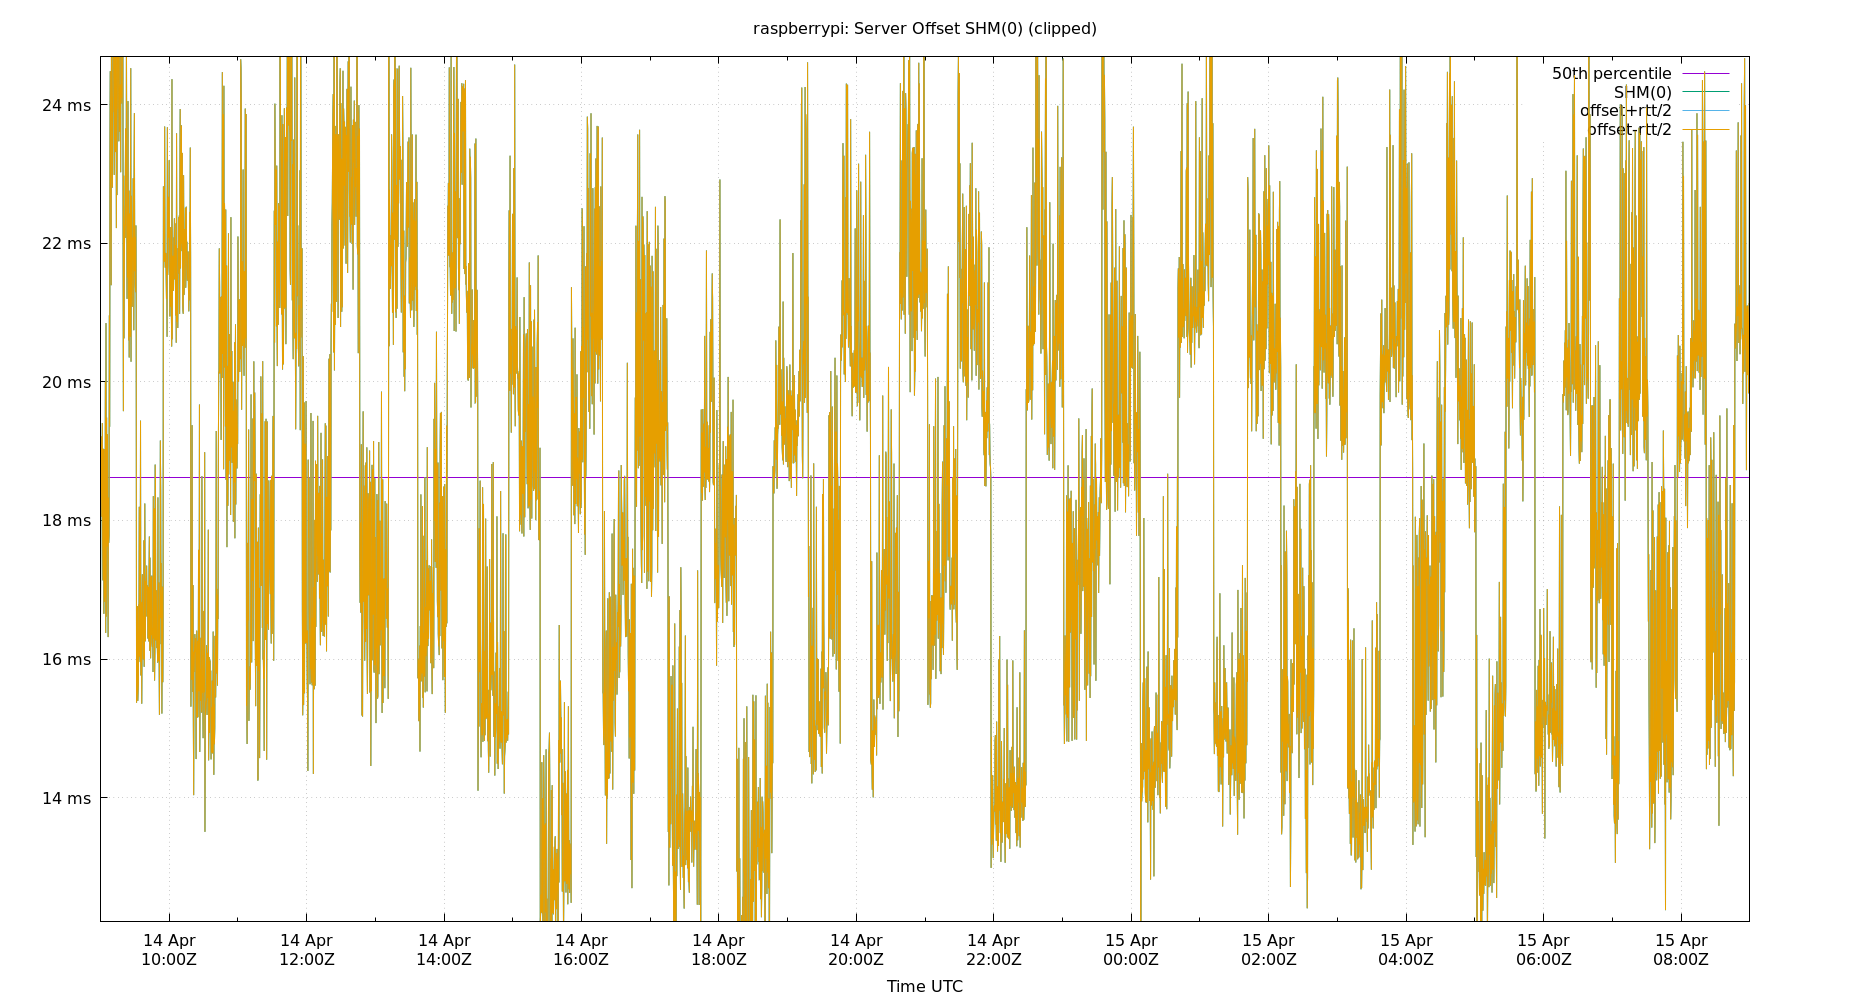 raspberrypi: Server Offset SHM(0) (clipped)
50th percentile
SHM(0)
offset+rtt/2
offset-rtt/2
24 ms
22 ms
20 ms
18 ms
16 ms
14 ms
14 Apr 14 Apr 14 Apr 14 Apr 14 Apr 14 Apr 14 Apr 15 Apr 15 Apr 15 Apr 15 Apr 15 Apr
10:00Z 12:00Z 14:00Z 16:00Z 18:00Z 20:00Z 22:00Z 00:00Z 02:00Z 04:00Z 06:00Z 08:00Z
Time UTC